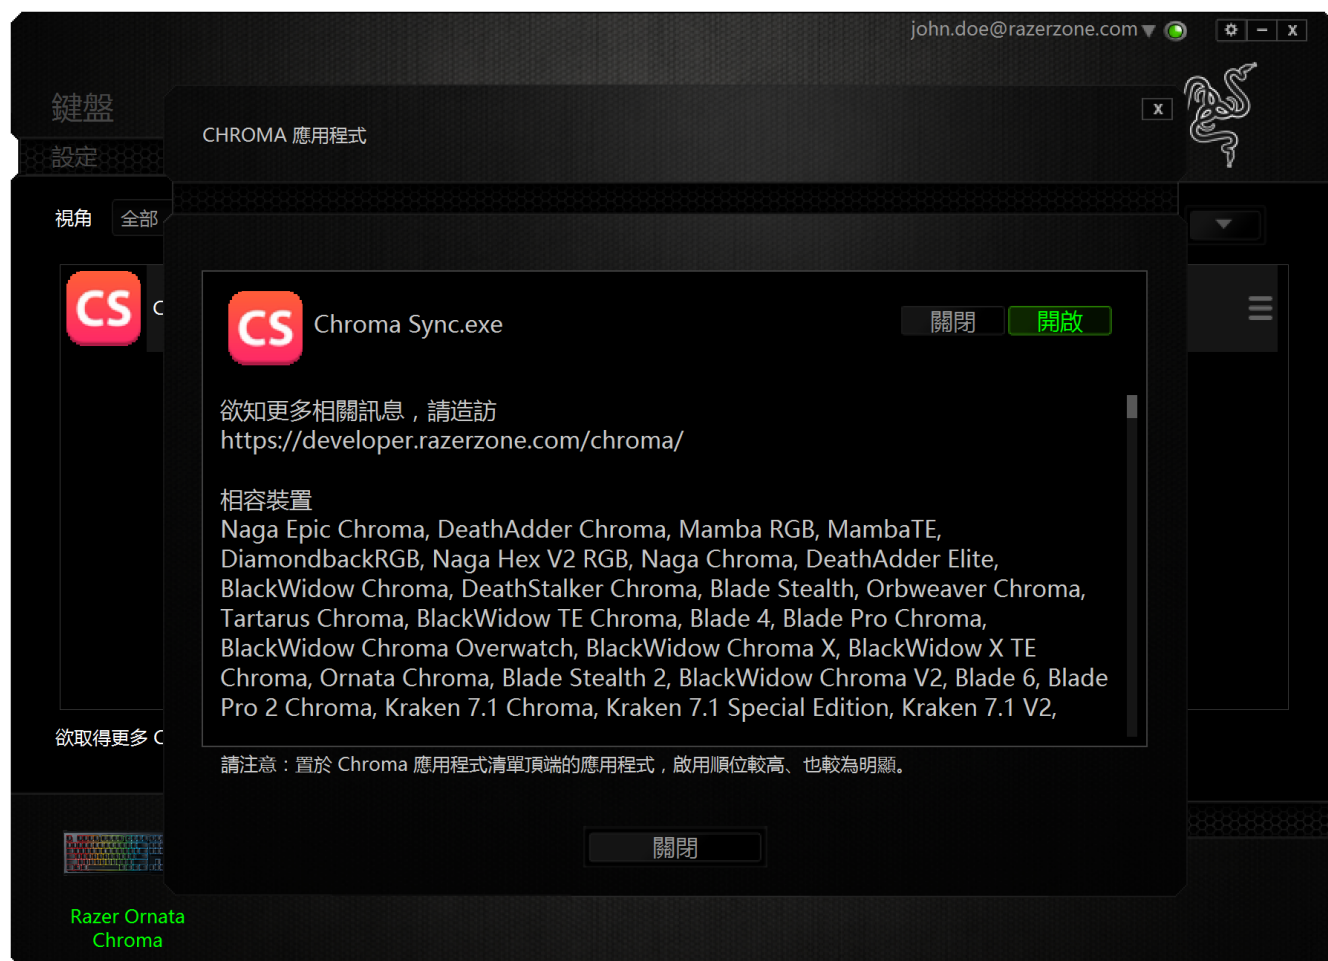 john.doe@razerzone.com
鍵盤
設定
CHROMA 應用程式
X
視角 全部
CS
CS Chroma Sync.exe
關閉 開啟
欲知更多相關訊息，請造訪
https://developer.razerzone.com/chroma/
相容裝置
Naga Epic Chroma, DeathAdder Chroma, Mamba RGB, MambaTE,
DiamondbackRGB, Naga Hex V2 RGB, Naga Chroma, DeathAdder Elite,
BlackWidow Chroma, DeathStalker Chroma, Blade Stealth, Orbweaver Chroma,
Tartarus Chroma, BlackWidow TE Chroma, Blade 4, Blade Pro Chroma,
BlackWidow Chroma Overwatch, BlackWidow Chroma X, BlackWidow X TE
Chroma, Ornata Chroma, Blade Stealth 2, BlackWidow Chroma V2, Blade 6, Blade
Pro 2 Chroma, Kraken 7.1 Chroma, Kraken 7.1 Special Edition, Kraken 7.1 V2,
欲取得更多 C
請注意：置於 Chroma 應用程式清單頂端的應用程式，啟用順位較高、也較為明顯。
關閉
Razer Ornata
Chroma